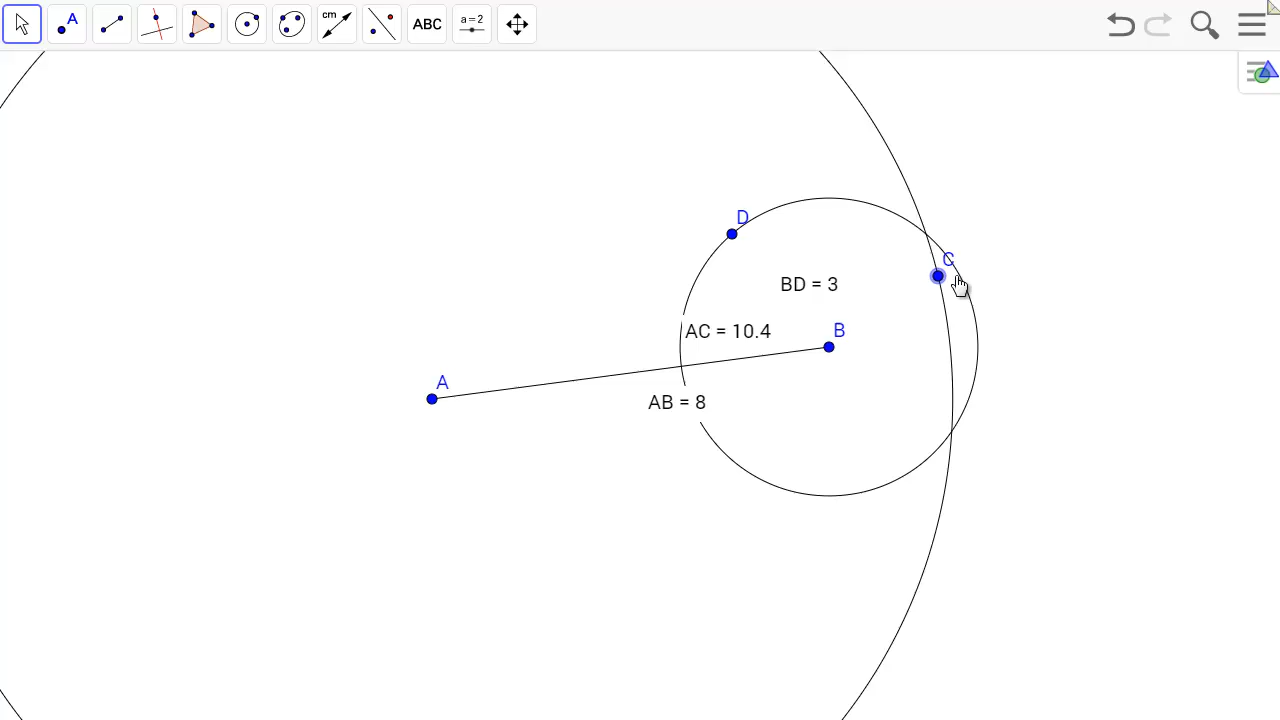 A
cm
ABC
a=2
D
C
BD = 3
AC = 10.4
B
A
AB = 8